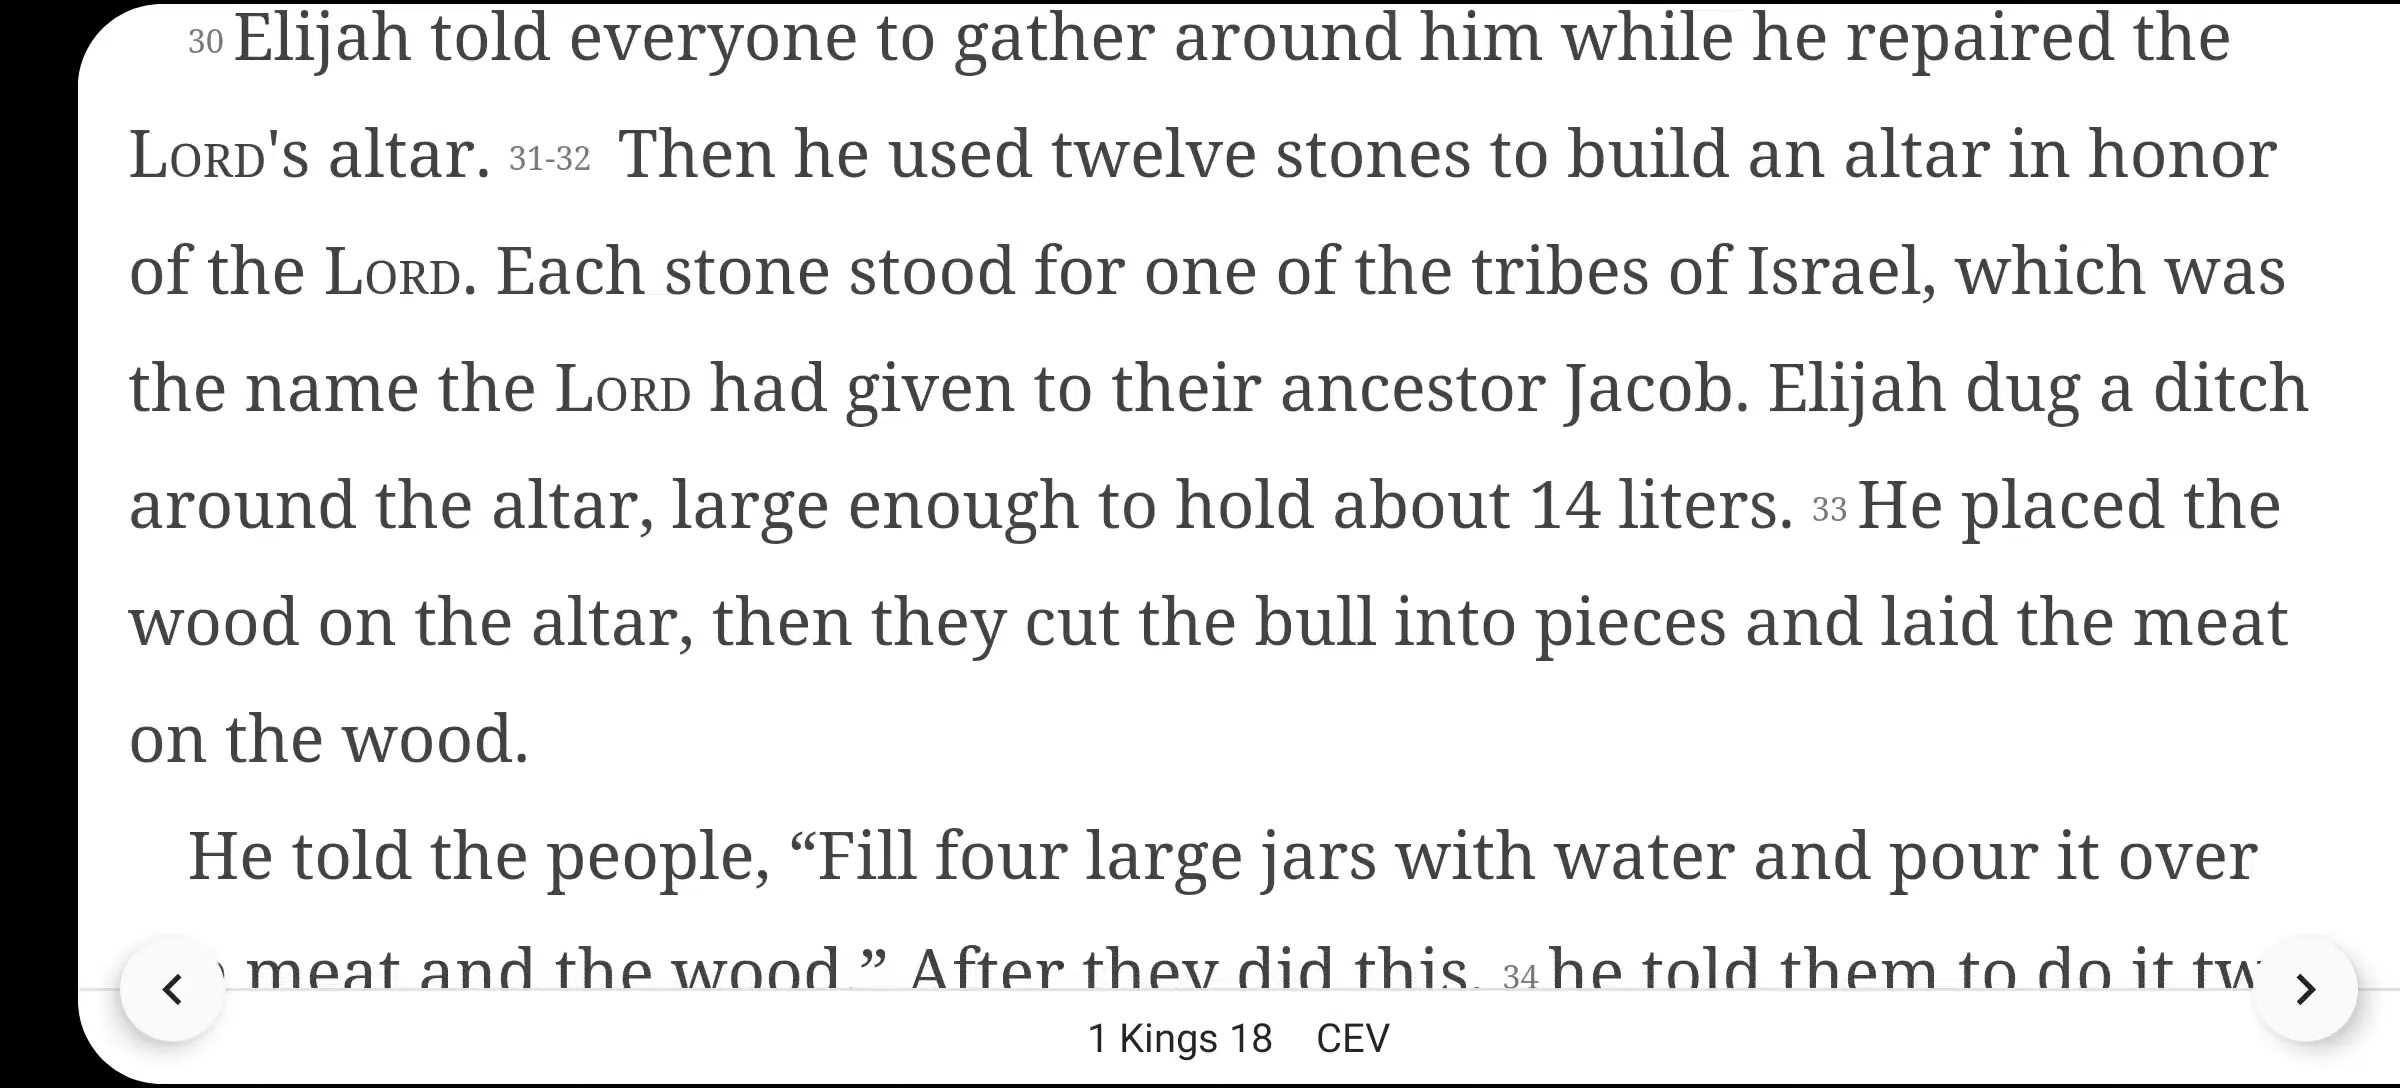 30 Elijah told everyone to gather around him while he repaired the
LORD's altar. 31-32 Then he used twelve stones to build an altar in honor
of the LORD. Each stone stood for one of the tribes of Israel, which was
the name the LORD had given to their ancestor Jacob. Elijah dug a ditch
around the altar, large enough to hold about 14 liters. 33 He placed the
wood on the altar, then they cut the bull into pieces and laid the meat
on the wood.
He told the people, “Fill four large jars with water and pour it over
meat and the wood.” After they did this, 34 he told them to do it
1 Kings 18 CEV